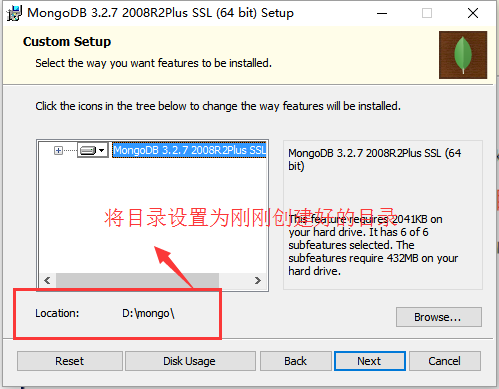 MongoDB 3.2.7 2008R2Plus SSL (64 bit) Setup
Custom Setup
Select the way you want features to be installed.
Click the icons in the tree below to change the way features will be installed.
MongoDB 3.2.7 2008R2Plus SSL
MongoDB 3.2.7 2008R2Plus SSL (64
bit)
将目录设置为刚刚创建好的目录
This feature requires 2041KB on
your hard drive. It has 6 of 6
subfeatures selected. The
subfeatures require 432MB on your
hard drive.
Location: D:\mongo\
Browse...
Reset Disk Usage Back Next Cancel